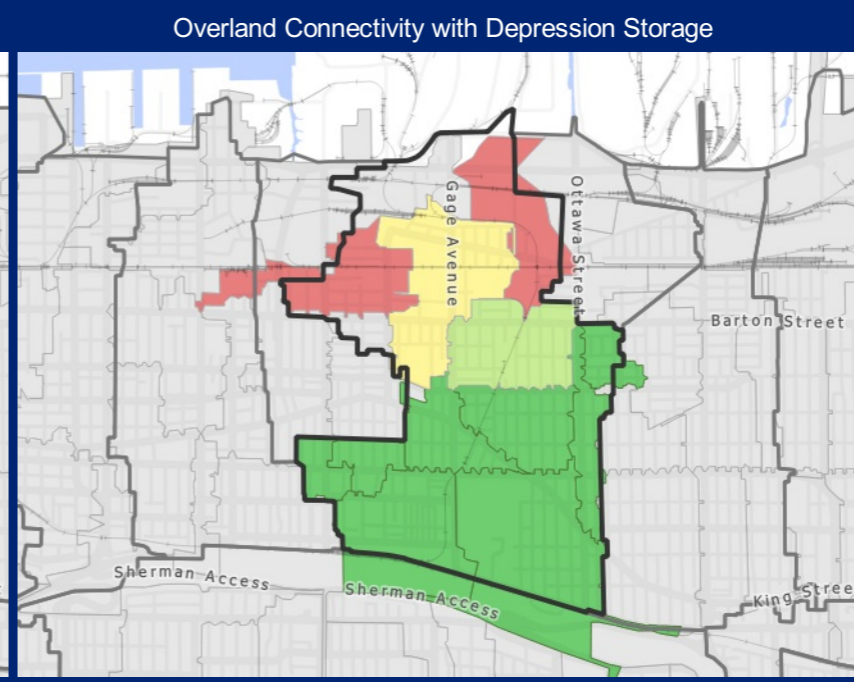 Overland Connectivity with Depression Storage
Gage Avenue
Ottawa Street
Barton Street
Sherman Access
Sherman Access
King Stree